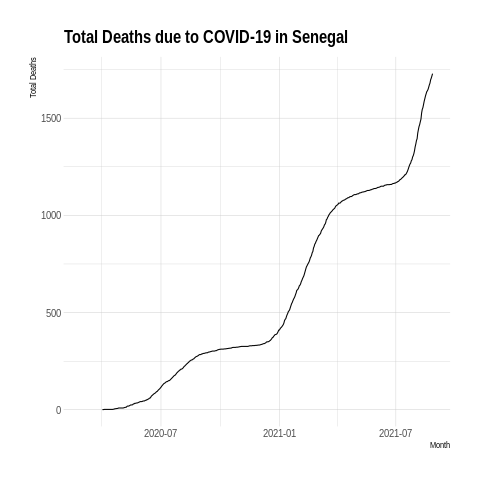 Total Deaths due to COVID-19 in Senegal
Total Deaths
1500
1000
500
0
2020-07
2021-01
2021-07
Month